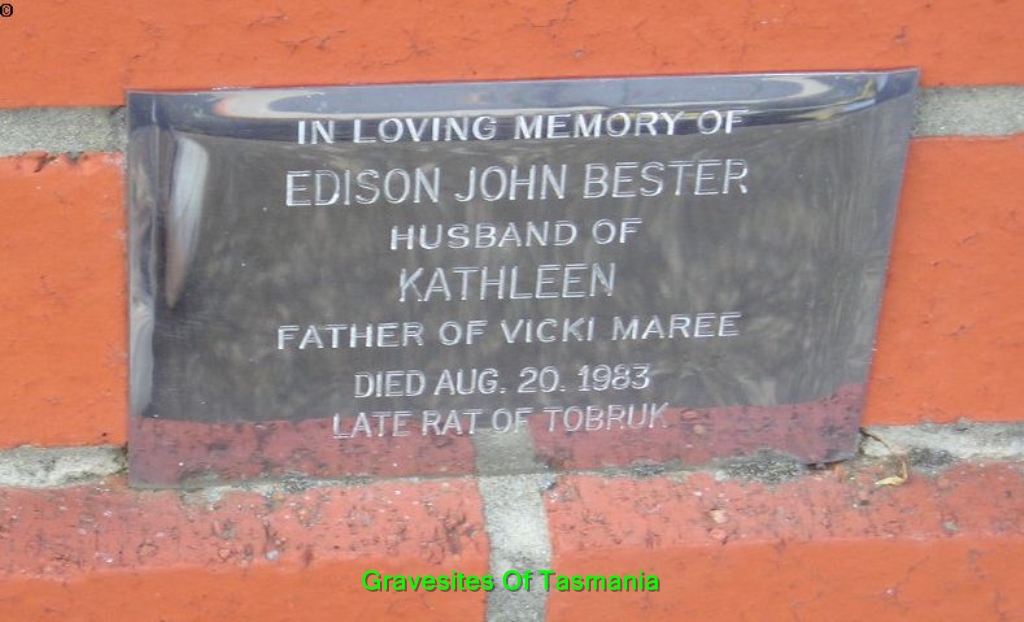 ©
IN LOVING MEMORY OF
EDISON JOHN BESTER
HUSBAND OF
KATHLEEN
FATHER OF VICKI MAREE
DIED AUG. 20. 1983
LATE RAT OF TOBRUK
Gravesites Of Tasmania